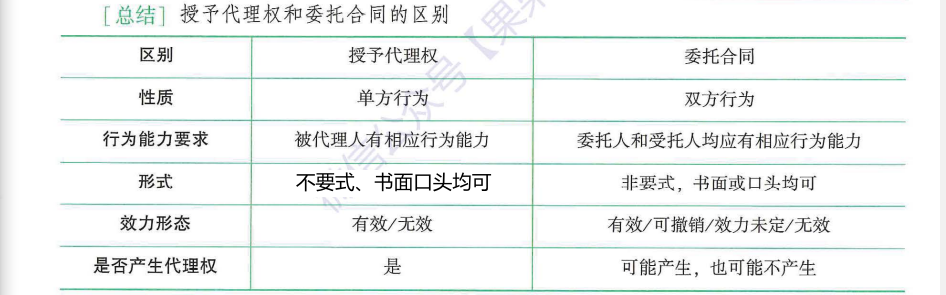 [总结] 授予代理权和委托合同的区别
区别 授予代理权 委托合同
性质 单方行为 双方行为
行为能力要求 被代理人有相应行为能力 委托人和受托人均应有相应行为能力
形式 不要式、书面口头均可 非要式，书面或口头均可
效力形态 有效/无效 有效/可撤销/效力未定/无效
是否产生代理权 是 可能产生，也可能不产生